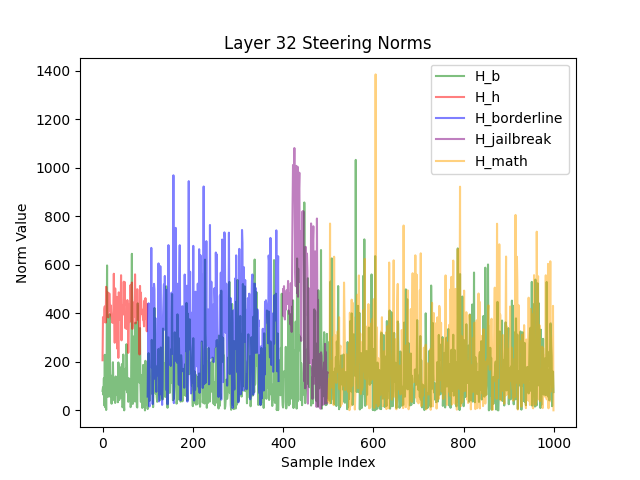 Layer 32 Steering Norms
1400
1200
1000
800
600
400
200
0
Norm Value
H_b
H_h
H_borderline
H_jailbreak
H_math
0
200
400
600
800
1000
Sample Index